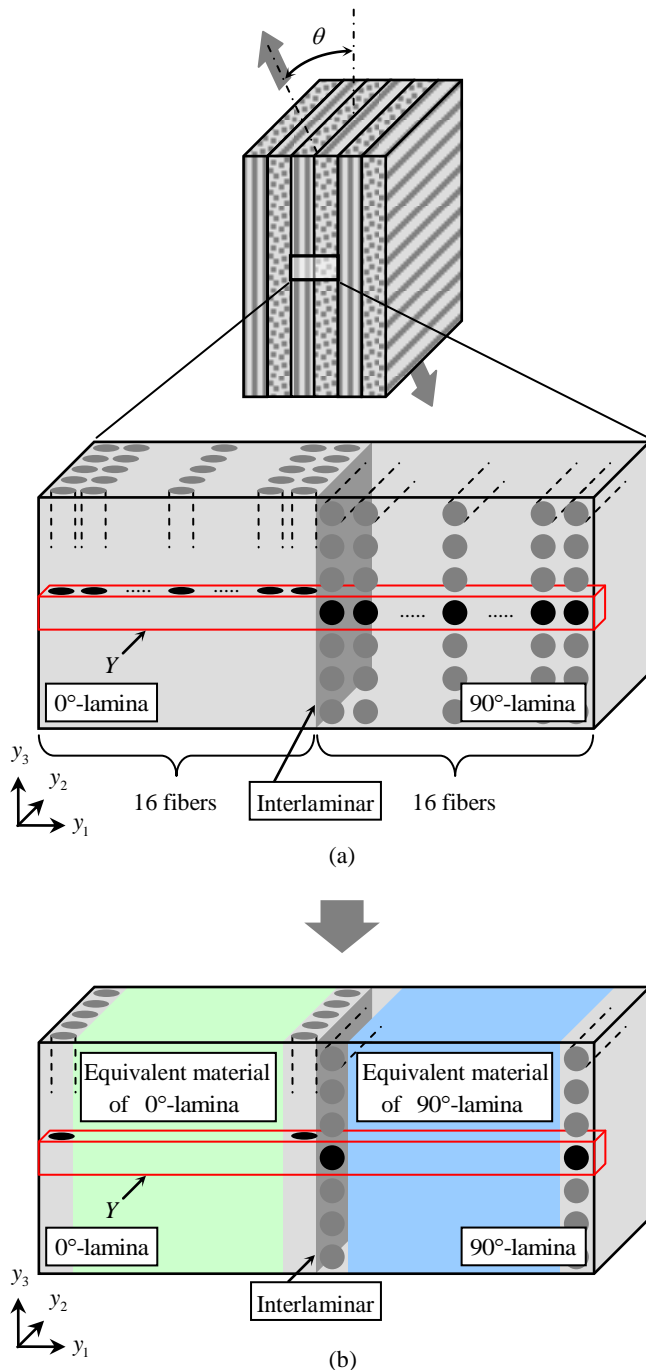 θ
.....
.....
.....
.....
Y
0°-lamina
90°-lamina
y3
y2
y1
16 fibers
Interlaminar
16 fibers
(a)
Equivalent material
of 0°-lamina
Equivalent material
of 90°-lamina
Y
0°-lamina
90°-lamina
y3
y2
y1
Interlaminar
(b)